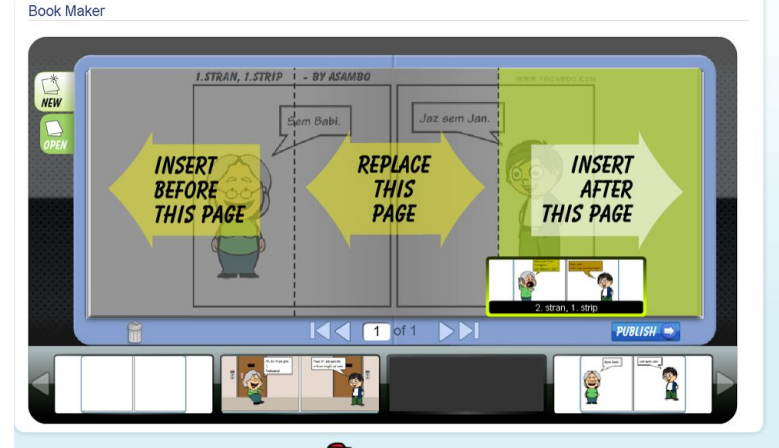 Book Maker
1.STRAN, 1.STRIP - BY ASAMBO
WWW.TOONDOO.COM
NEW
OPEN
Sem Babi.
Jaz sem Jan.
INSERT
BEFORE
THIS PAGE
REPLACE
THIS
PAGE
INSERT
AFTER
THIS PAGE
2. stran, 1. strip
1 of 1
PUBLISH